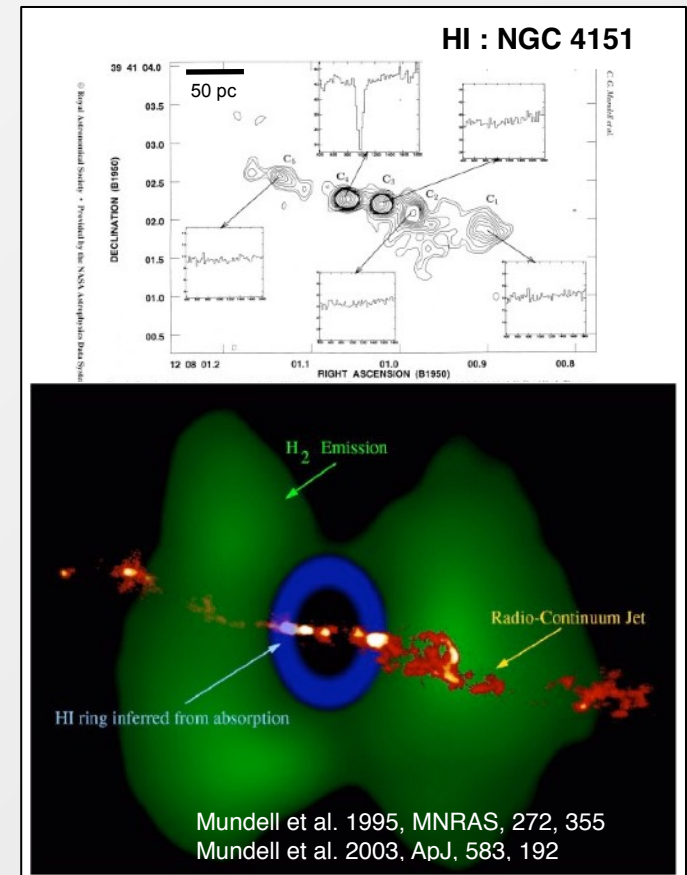 HI : NGC 4151
39 41 04.0
50 pc
03.5
03.0
02.5
02.0
01.5
01.0
00.5
DECLINATION (B1950)
C5
C4
C3
C2
C1
12 08 01.2
01.1
01.0
00.9
00.8
RIGHT ASCENSION (B1950)
C. G. Mundell et al.
© Royal Astronomical Society • Provided by the NASA Astrophysics Data
H2 Emission
Radio-Continuum Jet
HI ring inferred from absorption
Mundell et al. 1995, MNRAS, 272, 355
Mundell et al. 2003, ApJ, 583, 192